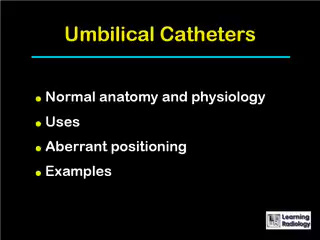 Umbilical Catheters
Normal anatomy and physiology
Uses
Aberrant positioning
Examples
Learning
Radiology